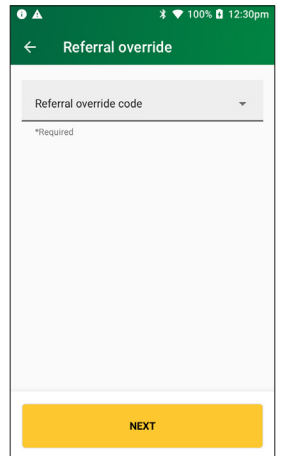 100% 12:30pm
Referral override
Referral override code
*Required
NEXT